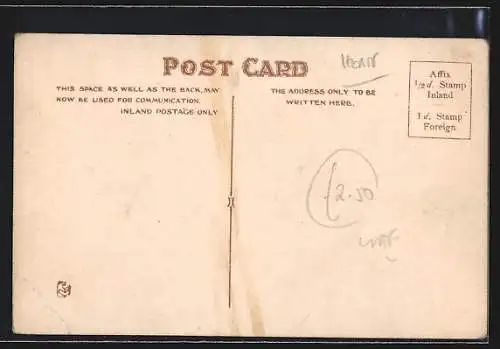 POST CARD
THIS SPACE AS WELL AS THE BACK, MAY
NOW BE USED FOR COMMUNICATION.
INLAND POSTAGE ONLY
THE ADDRESS ONLY TO BE
WRITTEN HERE.
Affix
1/2d. Stamp
Inland
1d. Stamp
Foreign
£2.50